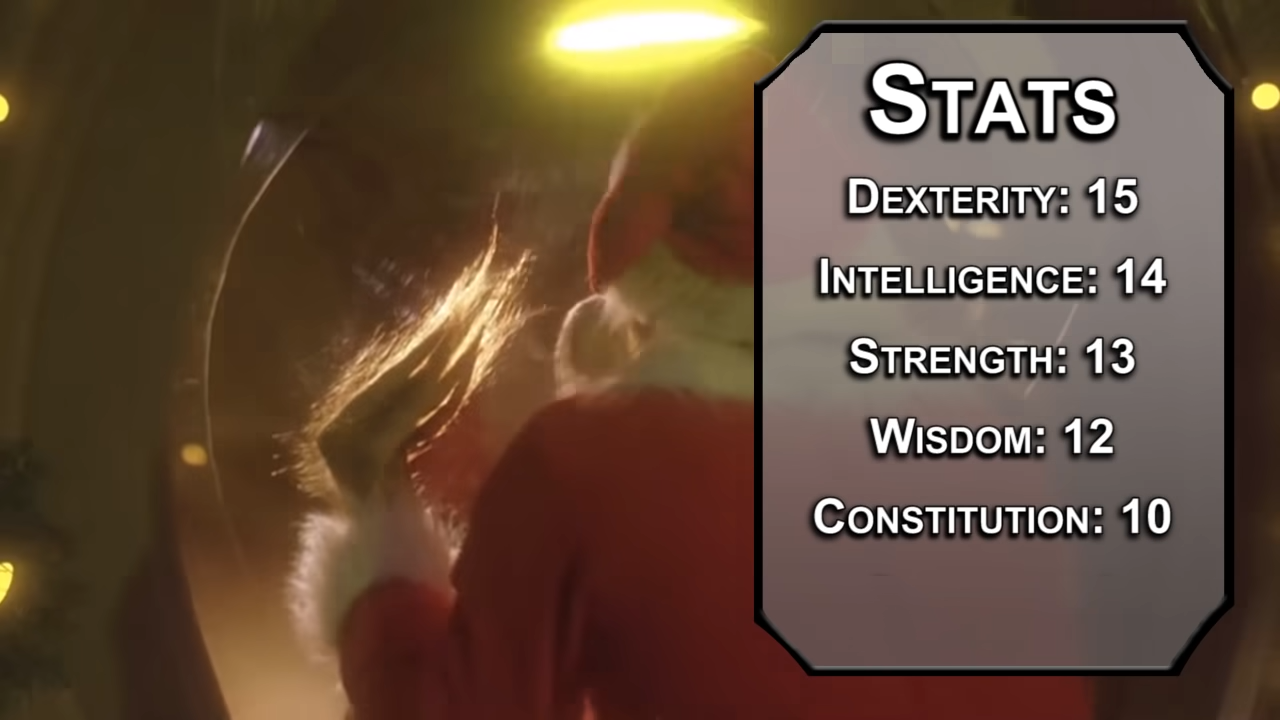 STATS
DEXTERITY: 15
INTELLIGENCE: 14
STRENGTH: 13
WISDOM: 12
CONSTITUTION: 10